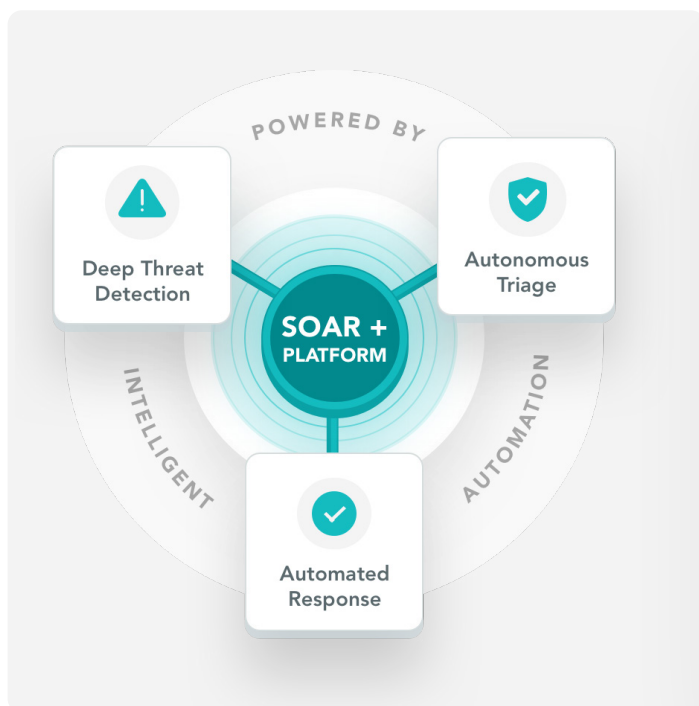 POWERED BY
Deep Threat
Detection
Autonomous
Triage
SOAR +
PLATFORM
INTELLIGENT
AUTOMATION
Automated
Response